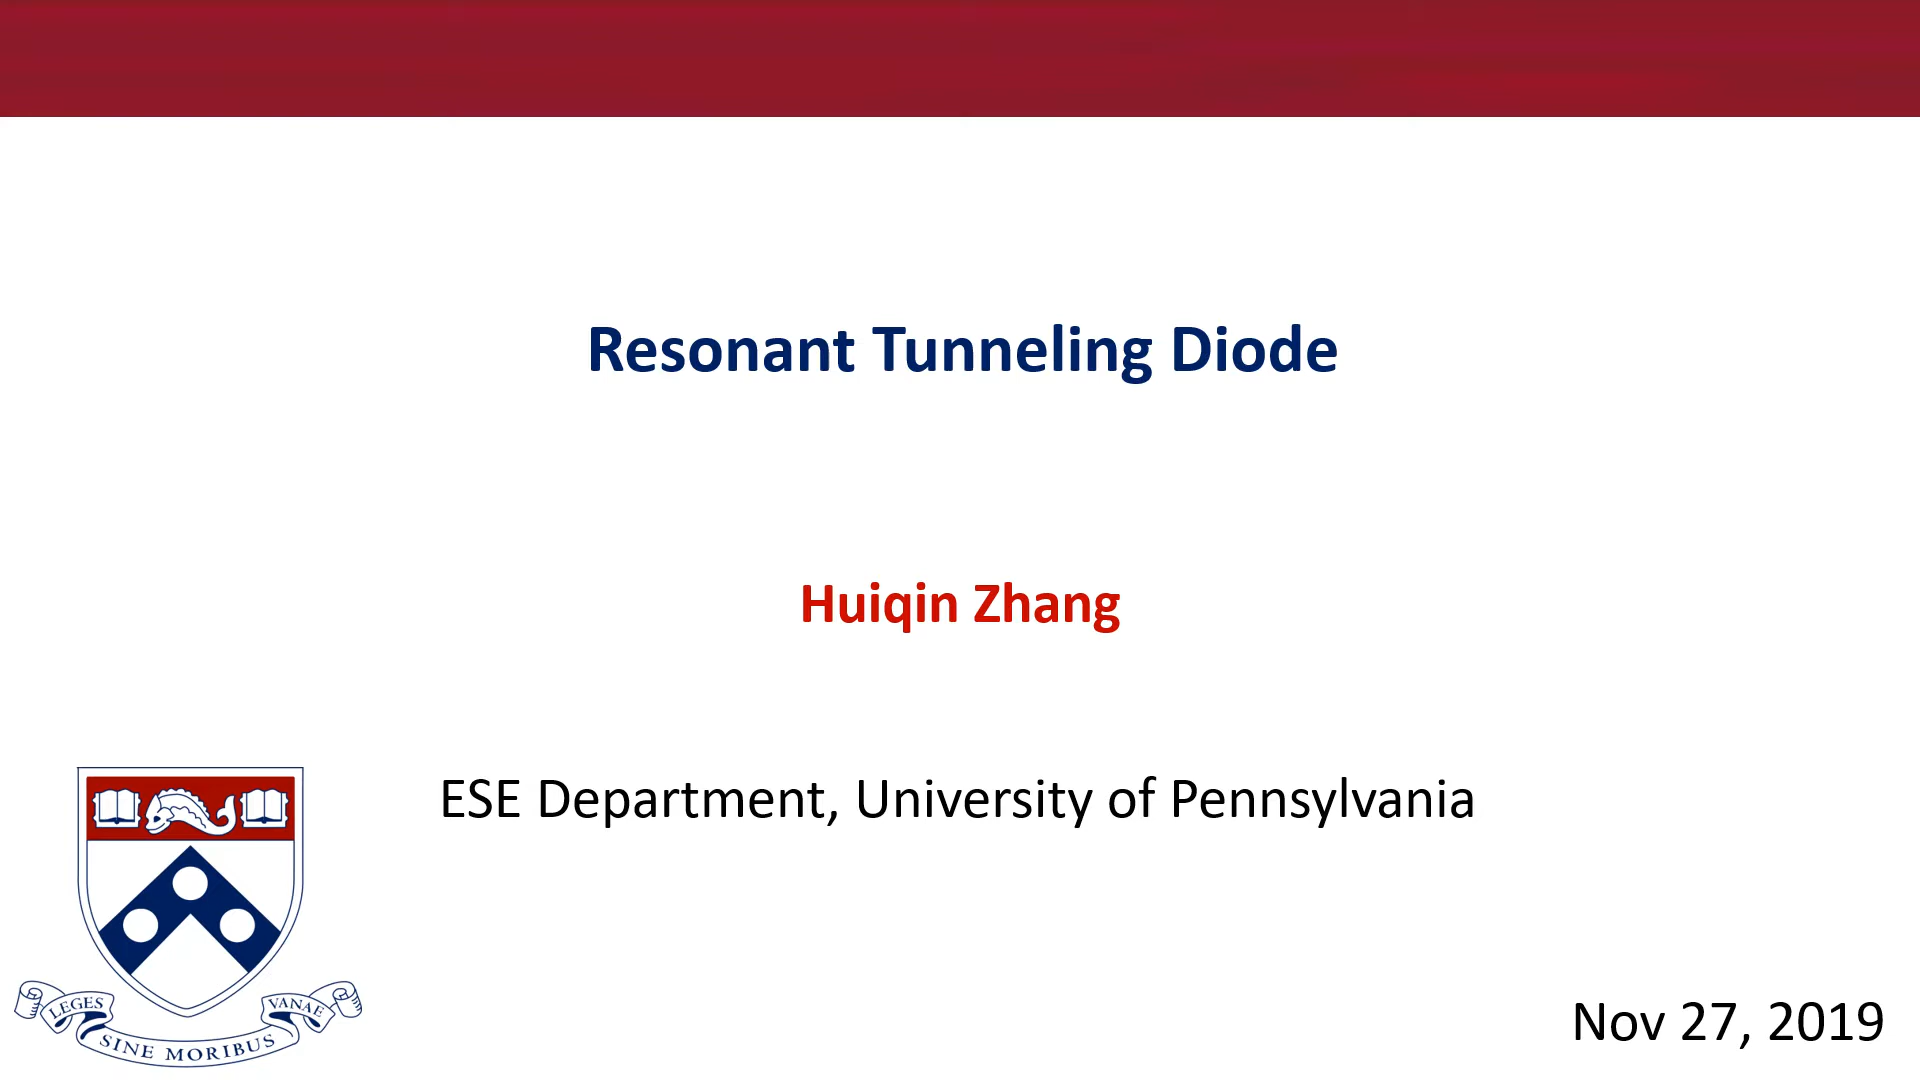 Resonant Tunneling Diode
Huiqin Zhang
ESE Department, University of Pennsylvania
LEGES SINE MORIBUS VANAE
Nov 27, 2019